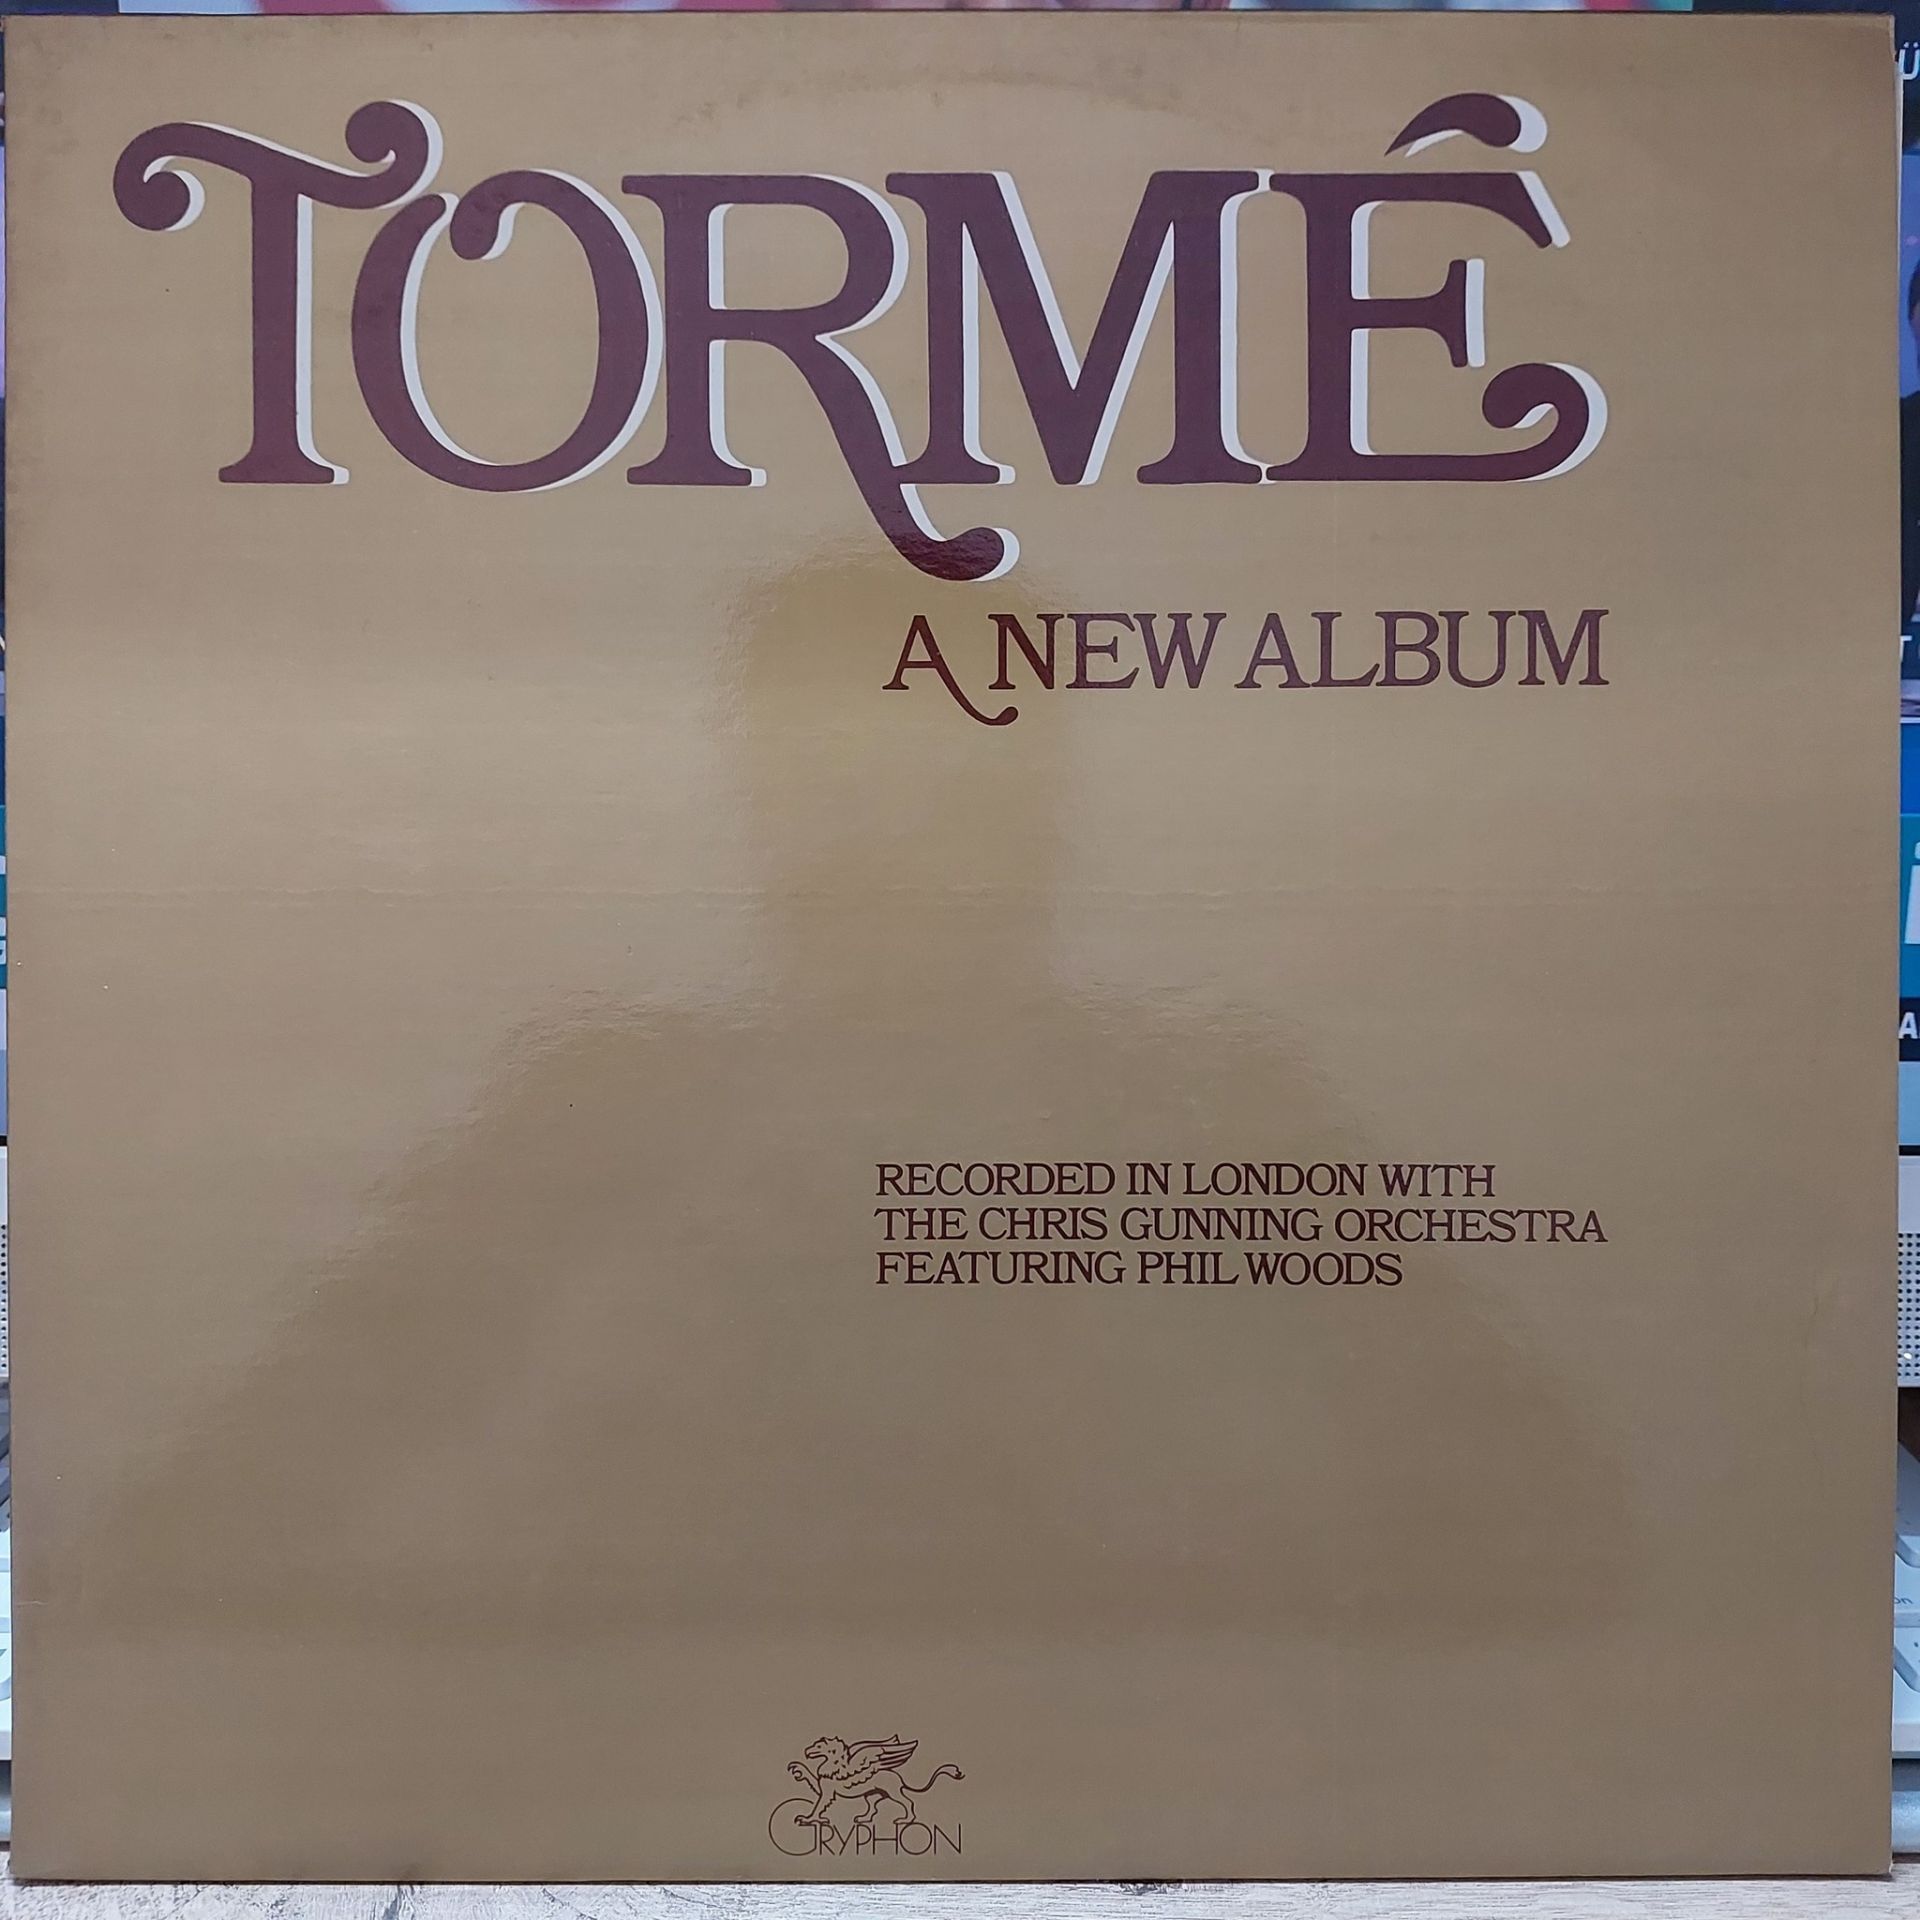 TORMÉ
A NEW ALBUM
RECORDED IN LONDON WITH
THE CHRIS GUNNING ORCHESTRA
FEATURING PHIL WOODS
GRYPHON